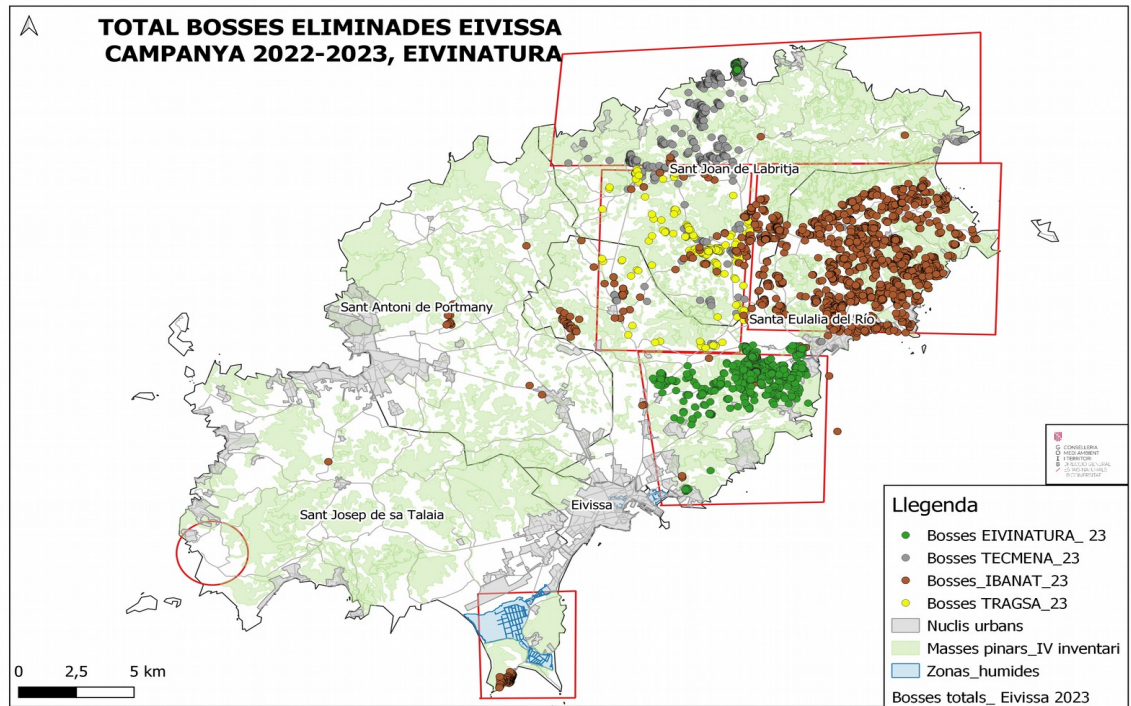 TOTAL BOSSES ELIMINADES EIVISSA
CAMPANYA 2022-2023, EIVINATURA
Sant Joan de Labritja
Sant Antoni de Portmany
Santa Eulalia del Río
Eivissa
Sant Josep de sa Talaia
G CONSELLERIA
O MEDI AMBIENT
I I TERRITORI
B DIRECCIÓ GENERAL
Llegenda
Bosses EIVINATURA_ 23
Bosses TECMENA_23
Bosses_IBANAT_23
Bosses TRAGSA_23
Nuclis urbans
Masses pinars_IV inventari
Zonas_humides
Bosses totals_ Eivissa 2023
0 2,5 5 km